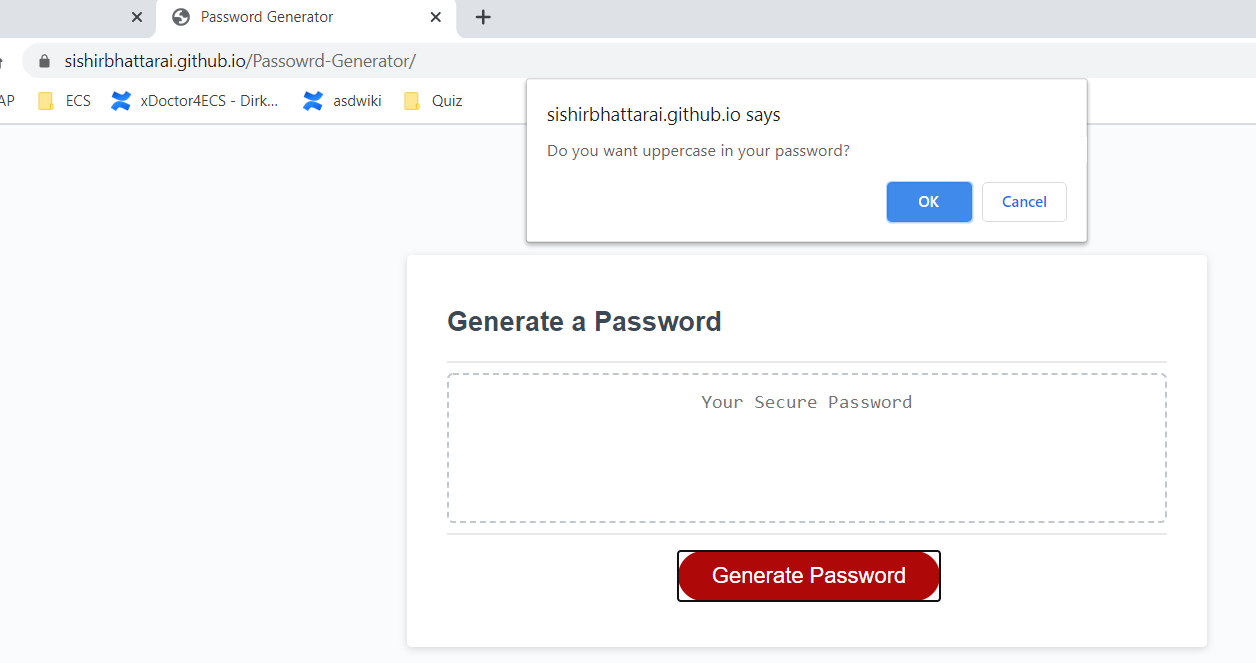 Password Generator
sishirbhattarai.github.io/Passowrd-Generator/
AP ECS xDoctor4ECS - Dirk... asdwiki Quiz
sishirbhattarai.github.io says
Do you want uppercase in your password?
OK Cancel
Generate a Password
Your Secure Password
Generate Password